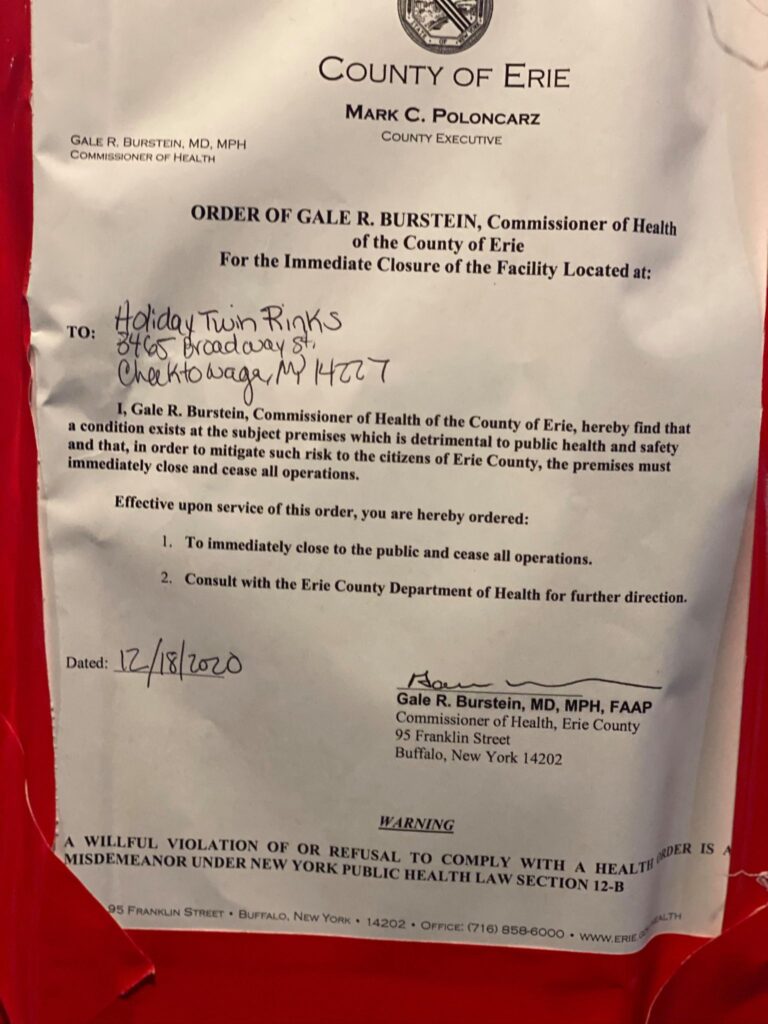 COUNTY OF ERIE
MARK C. POLONCARZ
COUNTY EXECUTIVE
GALE R. BURSTEIN, MD, MPH
COMMISSIONER OF HEALTH
ORDER OF GALE R. BURSTEIN, Commissioner of Health
of the County of Erie
For the Immediate Closure of the Facility Located at:
TO: Holiday Twin Rinks
3465 Broadway St.
Cheektowaga, NY 14227
I, Gale R. Burstein, Commissioner of Health of the County of Erie, hereby find that
a condition exists at the subject premises which is detrimental to public health and safety
and that, in order to mitigate such risk to the citizens of Erie County, the premises must
immediately close and cease all operations.
Effective upon service of this order, you are hereby ordered:
1. To immediately close to the public and cease all operations.
2. Consult with the Erie County Department of Health for further direction.
Dated: 12/18/2020
Gale R. Burstein, MD, MPH, FAAP
Commissioner of Health, Erie County
95 Franklin Street
Buffalo, New York 14202
WARNING
A WILLFUL VIOLATION OF OR REFUSAL TO COMPLY WITH A HEALTH ORDER IS A
MISDEMEANOR UNDER NEW YORK PUBLIC HEALTH LAW SECTION 12-B
95 FRANKLIN STREET • BUFFALO, NEW YORK • 14202 • OFFICE: (716) 858-6000 • WWW.ERIE.